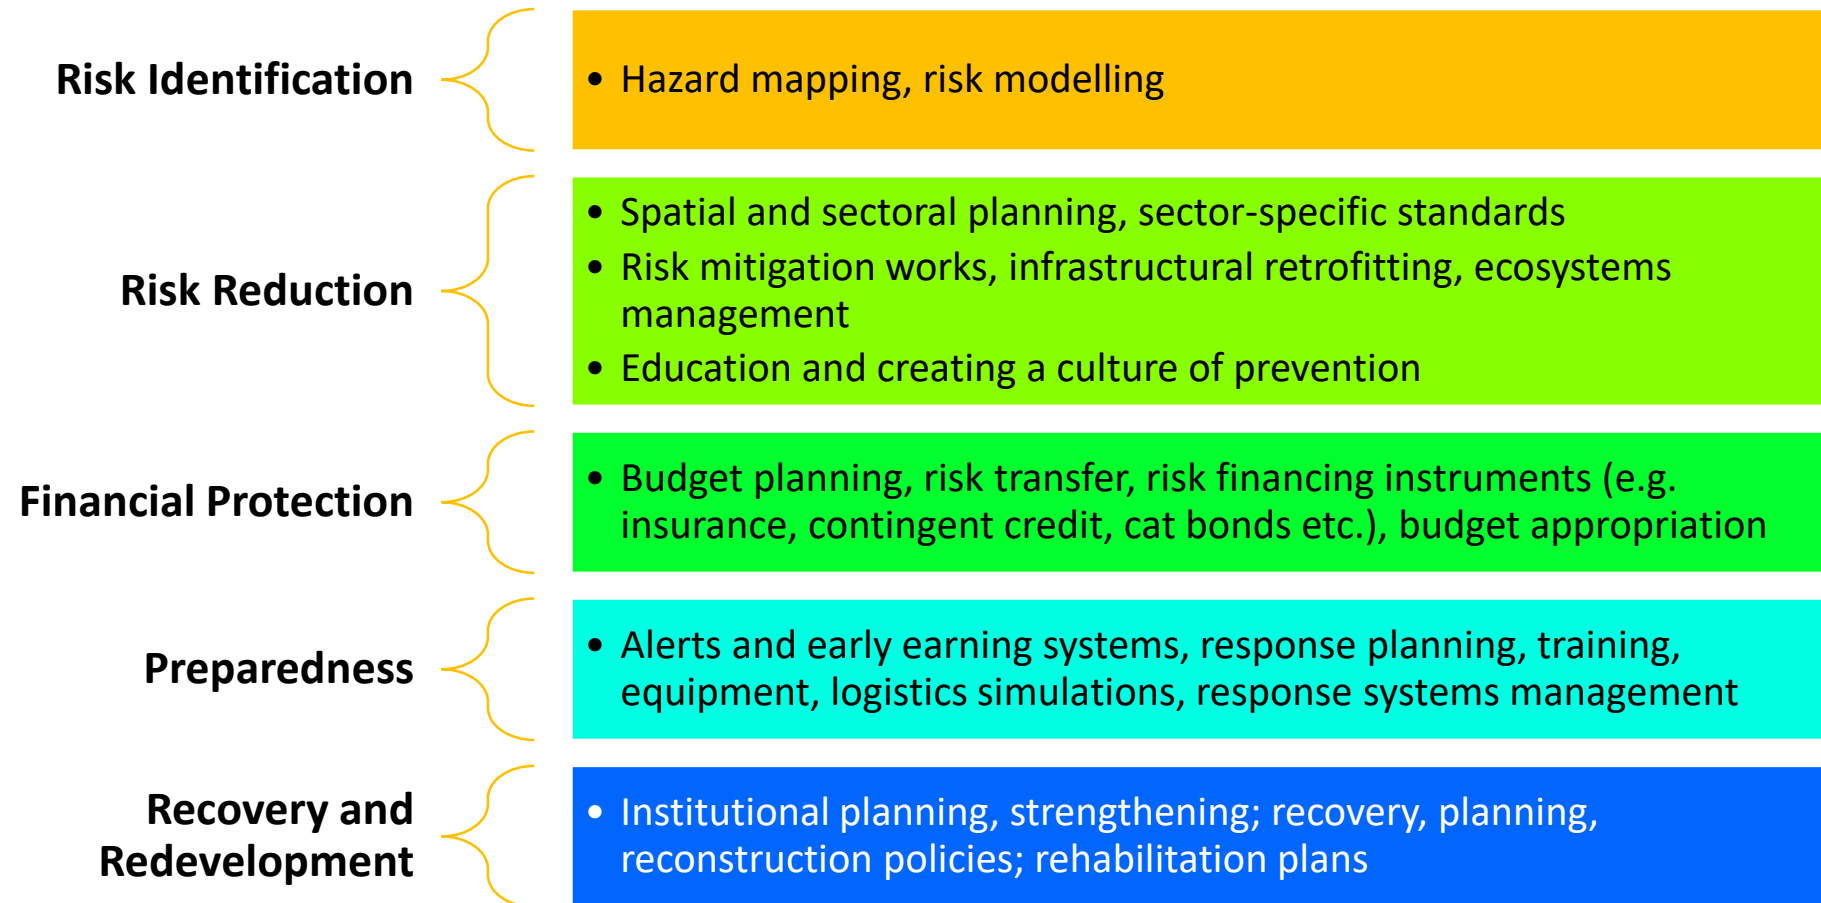 Risk Identification
• Hazard mapping, risk modelling
Risk Reduction
• Spatial and sectoral planning, sector-specific standards
• Risk mitigation works, infrastructural retrofitting, ecosystems
management
• Education and creating a culture of prevention
Financial Protection
• Budget planning, risk transfer, risk financing instruments (e.g.
insurance, contingent credit, cat bonds etc.), budget appropriation
Preparedness
• Alerts and early earning systems, response planning, training,
equipment, logistics simulations, response systems management
Recovery and
Redevelopment
• Institutional planning, strengthening; recovery, planning,
reconstruction policies; rehabilitation plans